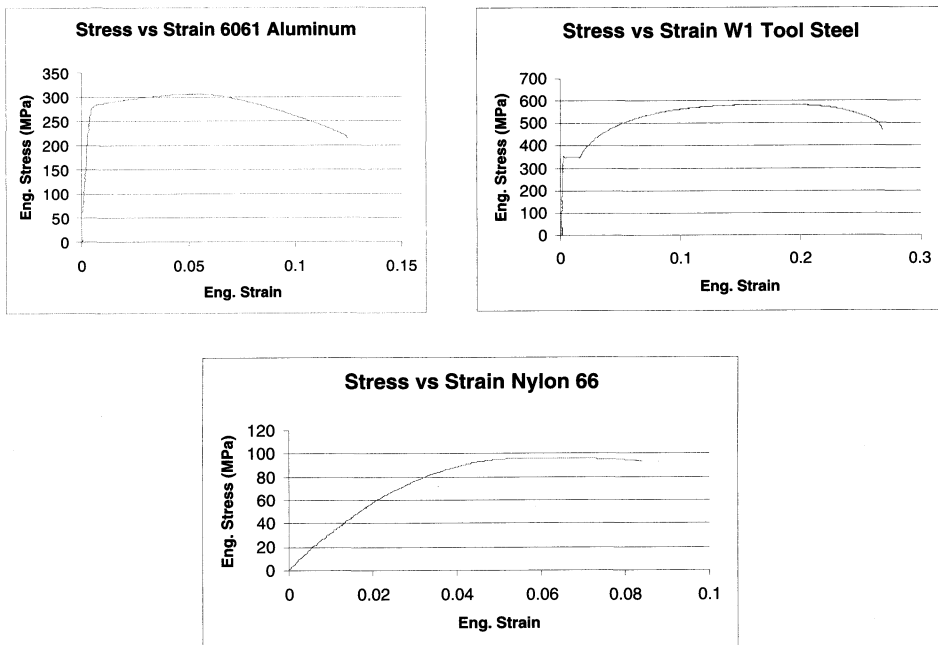 Stress vs Strain 6061 Aluminum
350
300
250
200
150
100
50
0
Eng. Stress (MPa)
0 0.05 0.1 0.15
Eng. Strain
Stress vs Strain W1 Tool Steel
700
600
500
400
300
200
100
0
Eng. Stress (MPa)
0 0.1 0.2 0.3
Eng. Strain
Stress vs Strain Nylon 66
120
100
80
60
40
20
0
Eng. Stress (MPa)
0 0.02 0.04 0.06 0.08 0.1
Eng. Strain